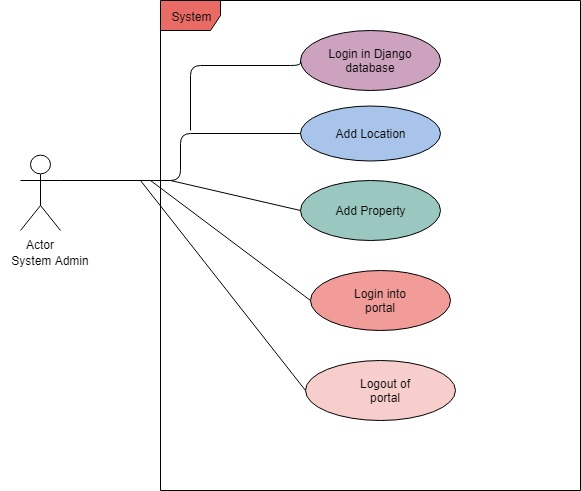 System
Login in Django
database
Add Location
Add Property
Actor
System Admin
Login into
portal
Logout of
portal